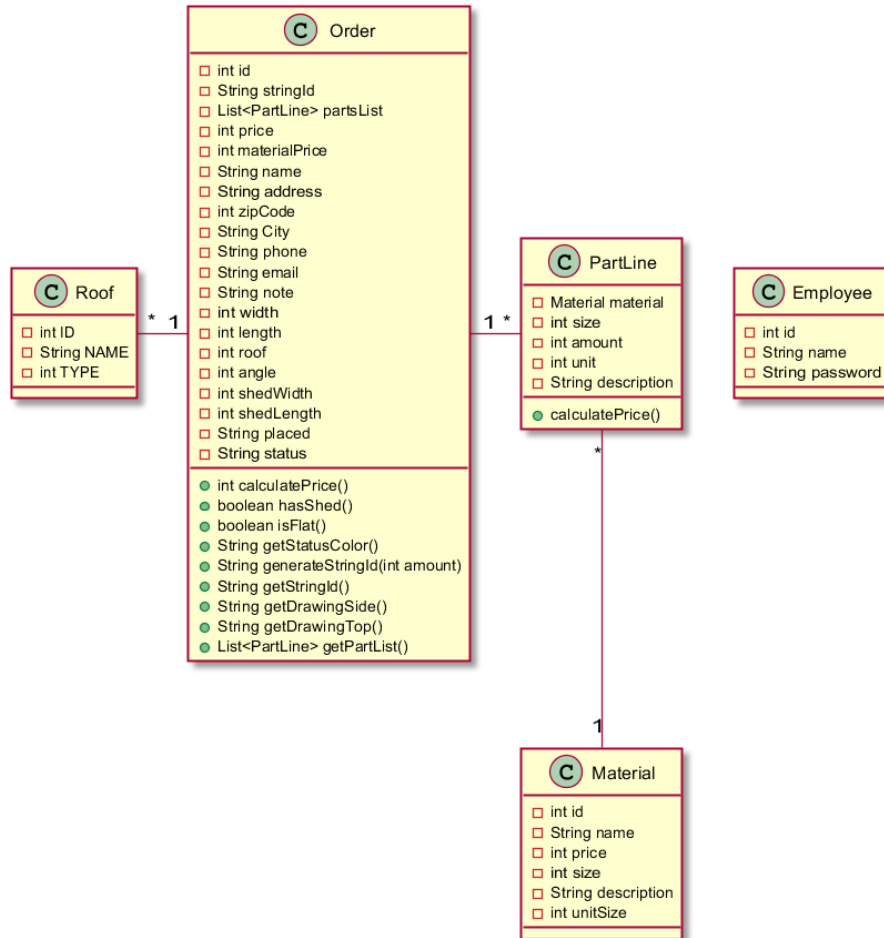 C Order
int id
String stringId
List<PartLine> partsList
int price
int materialPrice
String name
String address
int zipCode
String City
String phone
String email
String note
int width
int length
int roof
int angle
int shedWidth
int shedLength
String placed
String status
int calculatePrice()
boolean hasShed()
boolean isFlat()
String getStatusColor()
String generateStringId(int amount)
String getStringId()
String getDrawingSide()
String getDrawingTop()
List<PartLine> getPartList()
C Roof
int ID
String NAME
int TYPE
* 1
1 *
C PartLine
Material material
int size
int amount
int unit
String description
calculatePrice()
C Employee
int id
String name
String password
*
1
C Material
int id
String name
int price
int size
String description
int unitSize